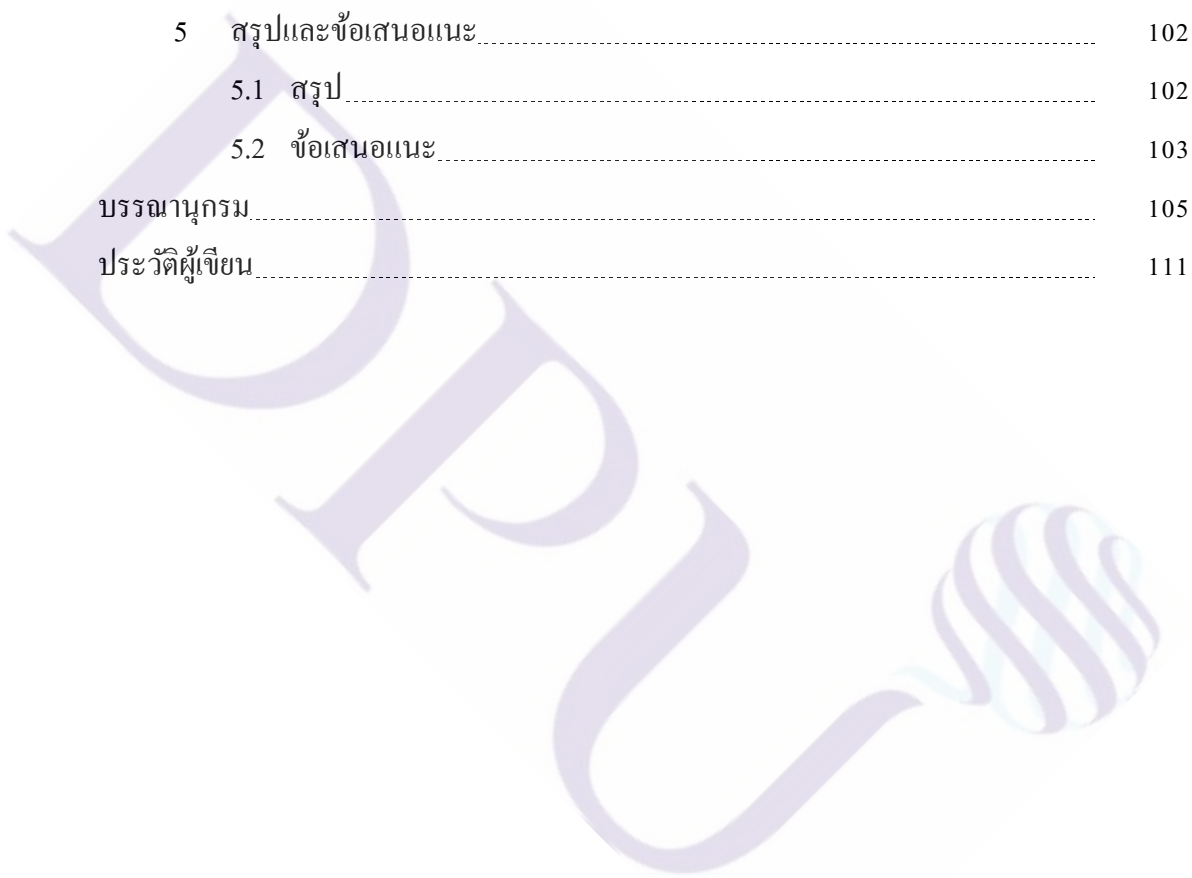 5 สรุปและข้อเสนอแนะ 102
5.1 สรุป 102
5.2 ข้อเสนอแนะ 103
บรรณานุกรม 105
ประวัติผู้เขียน 111
DPU